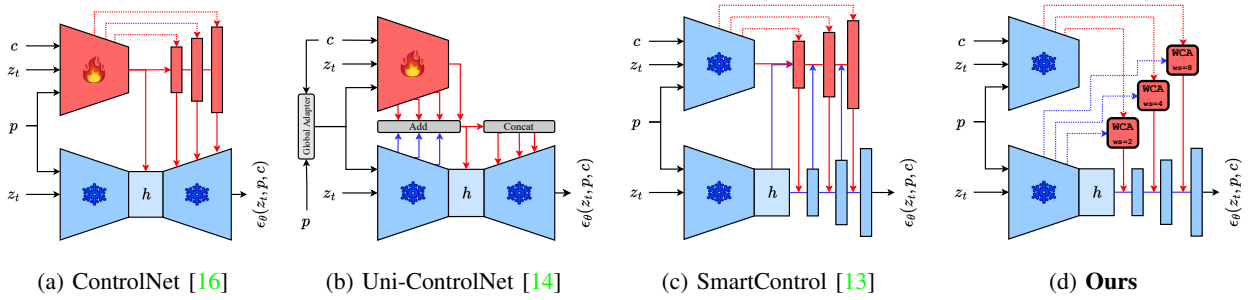 c
z_t
p
z_t
h
ϵ_θ(z_t, p, c)
(a) ControlNet [16]
c
z_t
Global Adapter
Add
Concat
z_t
h
p
ϵ_θ(z_t, p, c)
(b) Uni-ControlNet [14]
c
z_t
p
z_t
h
ϵ_θ(z_t, p, c)
(c) SmartControl [13]
c
z_t
WCA
ws=8
WCA
ws=4
p
WCA
ws=2
z_t
h
ϵ_θ(z_t, p, c)
(d) Ours